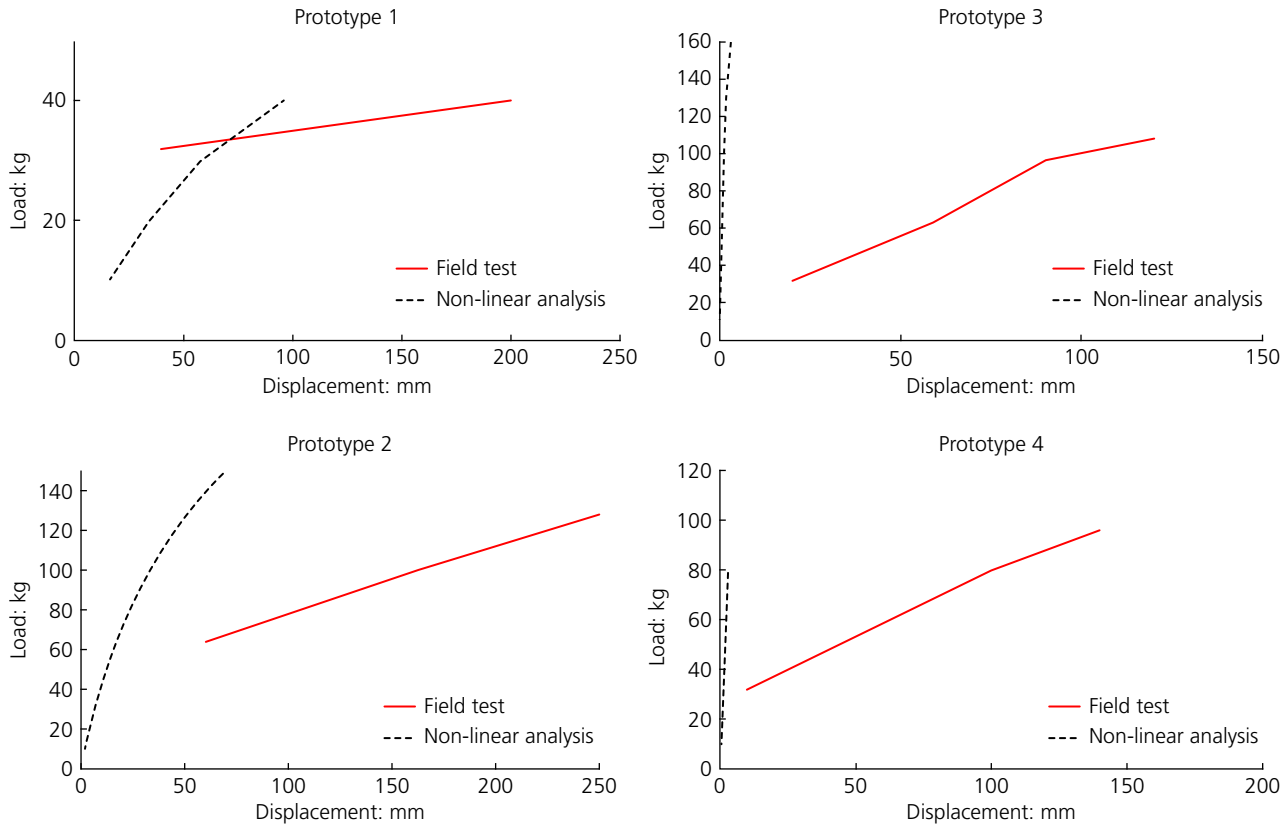 Prototype 1
Load: kg
40
20
0
0 50 100 150 200 250
Displacement: mm
Field test
Non-linear analysis
Prototype 3
Load: kg
160
140
120
100
80
60
40
20
0
0 50 100 150
Displacement: mm
Field test
Non-linear analysis
Prototype 2
Load: kg
140
120
100
80
60
40
20
0
0 50 100 150 200 250
Displacement: mm
Field test
Non-linear analysis
Prototype 4
Load: kg
120
100
80
60
40
20
0
0 50 100 150 200
Displacement: mm
Field test
Non-linear analysis